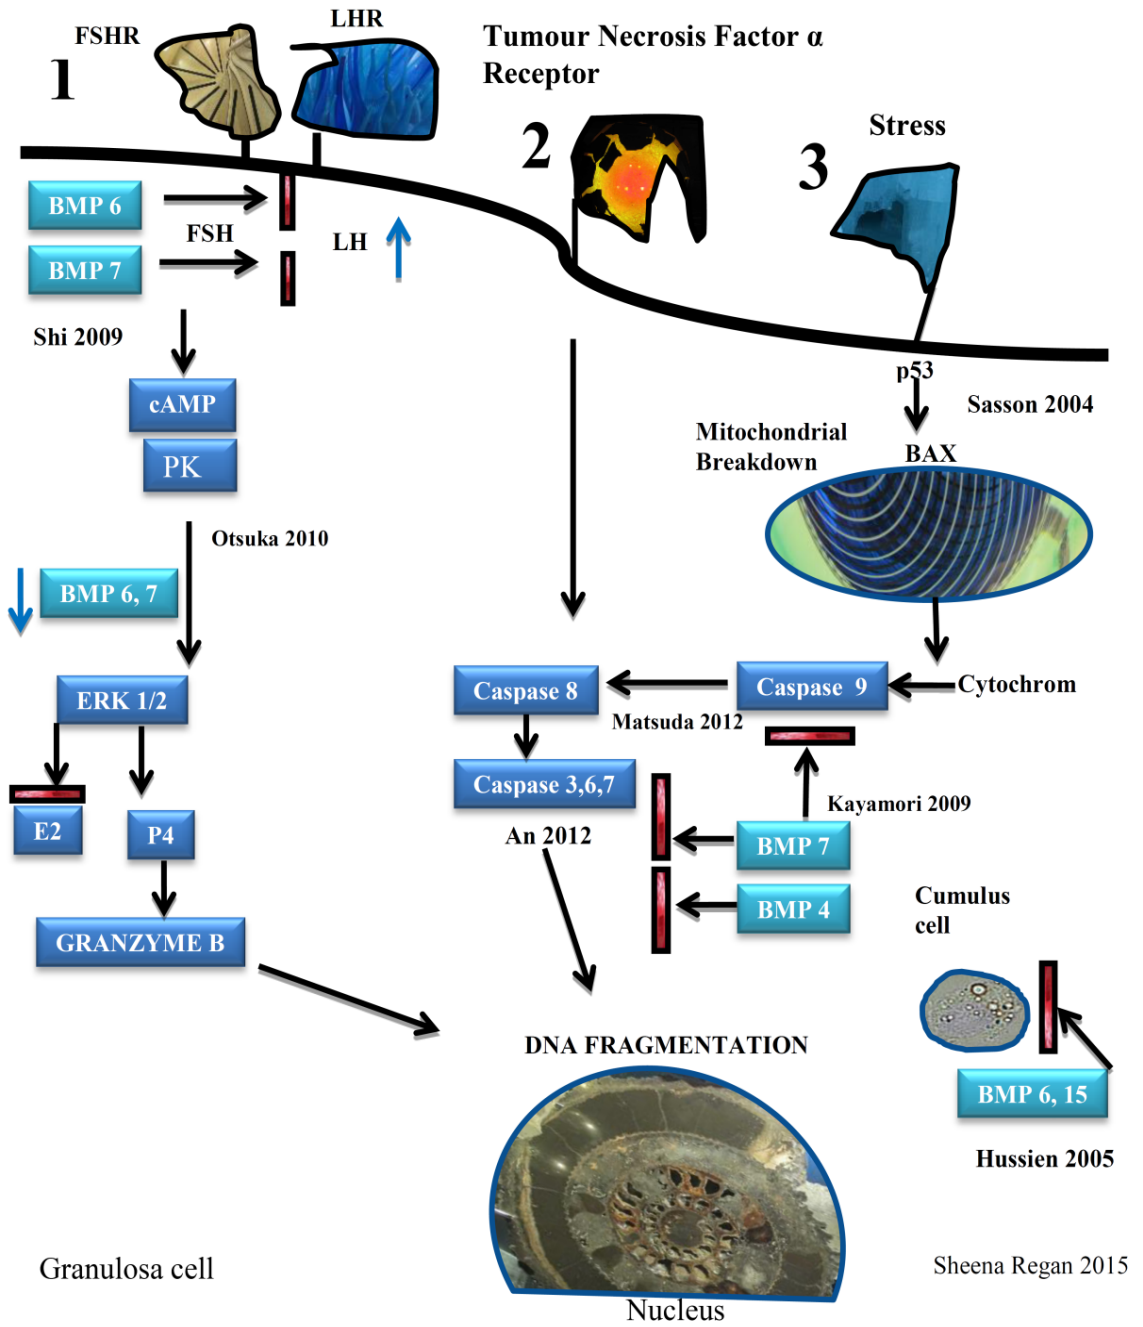 FSHR
LHR
1
Tumour Necrosis Factor α
Receptor
2
Stress
3
BMP 6
FSH
LH
BMP 7
Shi 2009
cAMP
PK
p53
Sasson 2004
Mitochondrial
Breakdown
BAX
Otsuka 2010
BMP 6, 7
ERK 1/2
Caspase 8
Caspase 9
Cytochrom
Matsuda 2012
Caspase 3,6,7
An 2012
Kayamori 2009
BMP 7
BMP 4
E2
P4
GRANZYME B
Cumulus
cell
DNA FRAGMENTATION
BMP 6, 15
Hussien 2005
Granulosa cell
Sheena Regan 2015
Nucleus